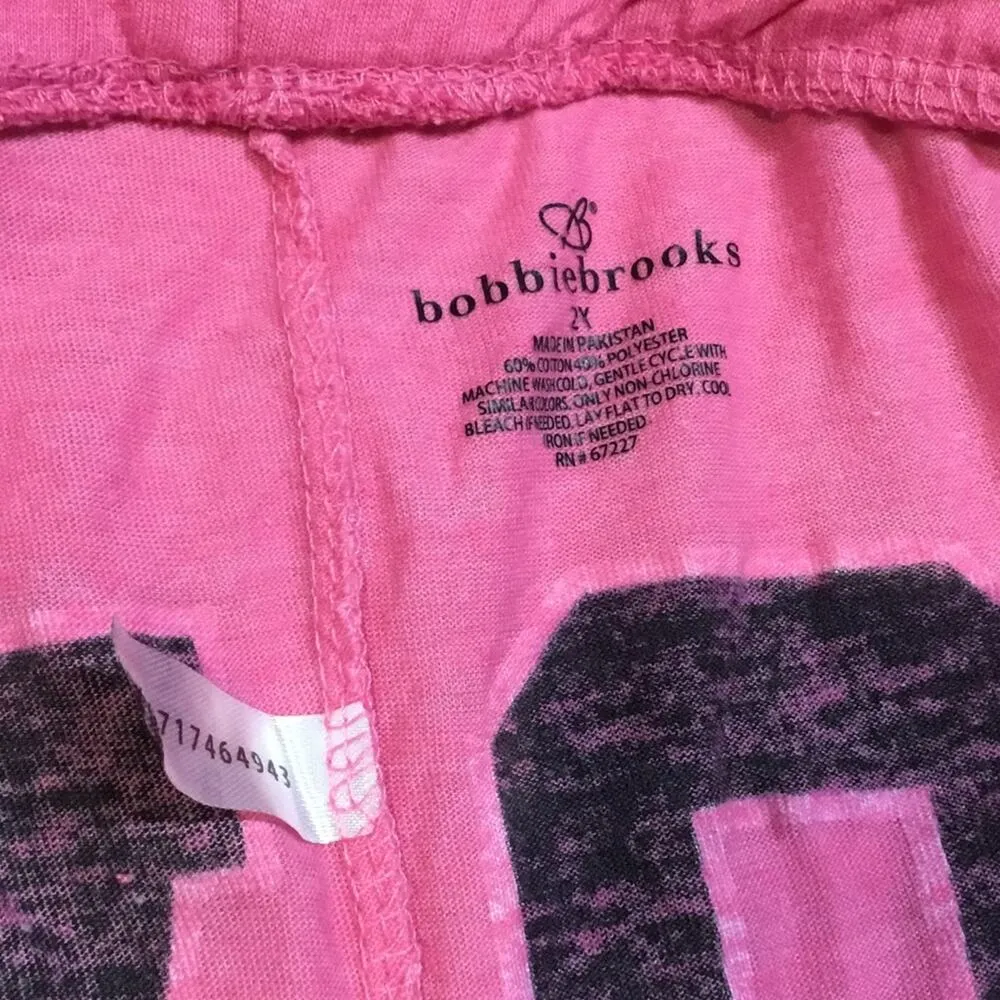 B®
bobbiebrooks
2X
MADE IN PAKISTAN
60% COTTON 40% POLYESTER
MACHINE WASH COLD, GENTLE CYCLE WITH
SIMILAR COLORS. ONLY NON-CHLORINE
BLEACH IF NEEDED. LAY FLAT TO DRY. COOL
IRON IF NEEDED
RN # 67227
717464943